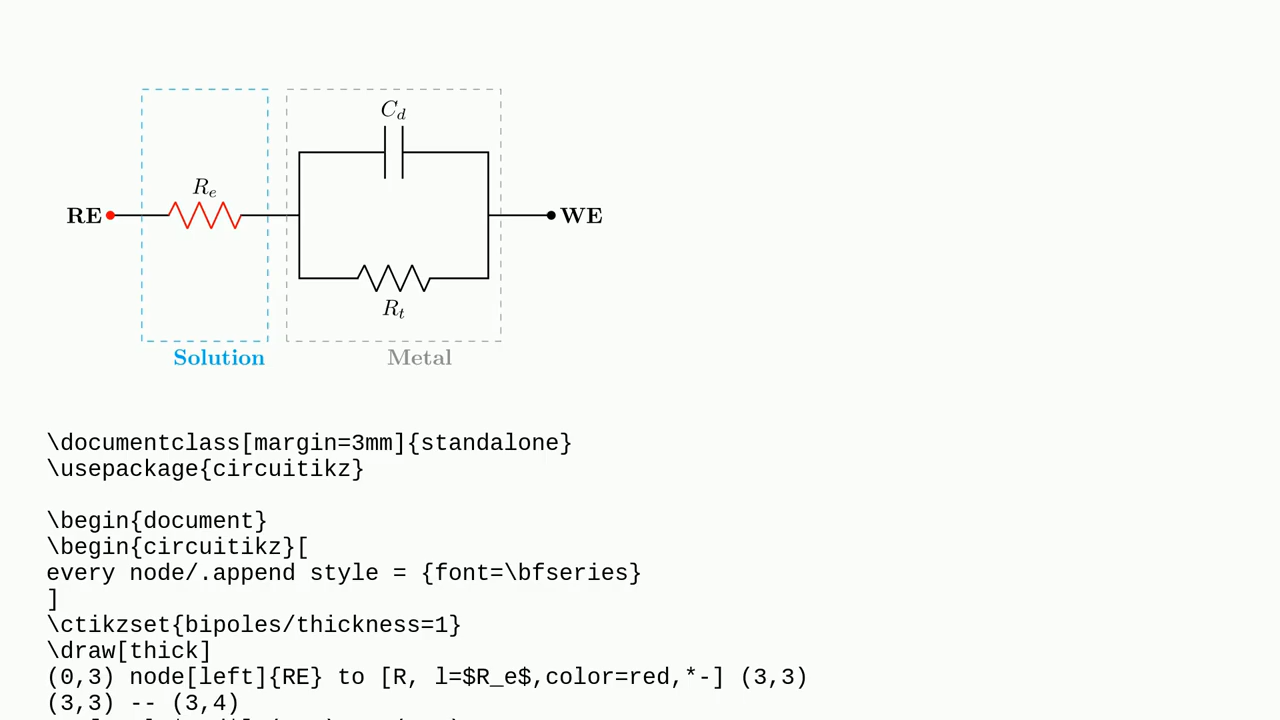 C_d
R_e
RE
WE
R_t
Solution
Metal
\documentclass[margin=3mm]{standalone}
\usepackage{circuitikz}
\begin{document}
\begin{circuitikz}[
every node/.append style = {font=\bfseries}
]
\ctikzset{bipoles/thickness=1}
\draw[thick]
(0,3) node[left]{RE} to [R, l=$R_e$,color=red,*-] (3,3)
(3,3) -- (3,4)